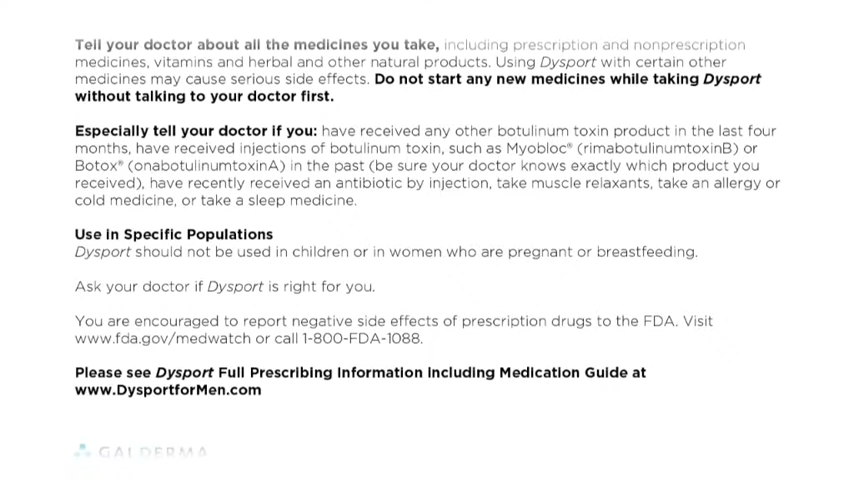 Tell your doctor about all the medicines you take, including prescription and nonprescription
medicines, vitamins and herbal and other natural products. Using Dysport with certain other
medicines may cause serious side effects. Do not start any new medicines while taking Dysport
without talking to your doctor first.
Especially tell your doctor if you: have received any other botulinum toxin product in the last four
months, have received injections of botulinum toxin, such as Myobloc® (rimabotulinumtoxinB) or
Botox® (onabotulinumtoxinA) in the past (be sure your doctor knows exactly which product you
received), have recently received an antibiotic by injection, take muscle relaxants, take an allergy or
cold medicine, or take a sleep medicine.
Use in Specific Populations
Dysport should not be used in children or in women who are pregnant or breastfeeding.
Ask your doctor if Dysport is right for you.
You are encouraged to report negative side effects of prescription drugs to the FDA. Visit
www.fda.gov/medwatch or call 1-800-FDA-1088.
Please see Dysport Full Prescribing Information including Medication Guide at
www.DysportforMen.com
GALDERMA